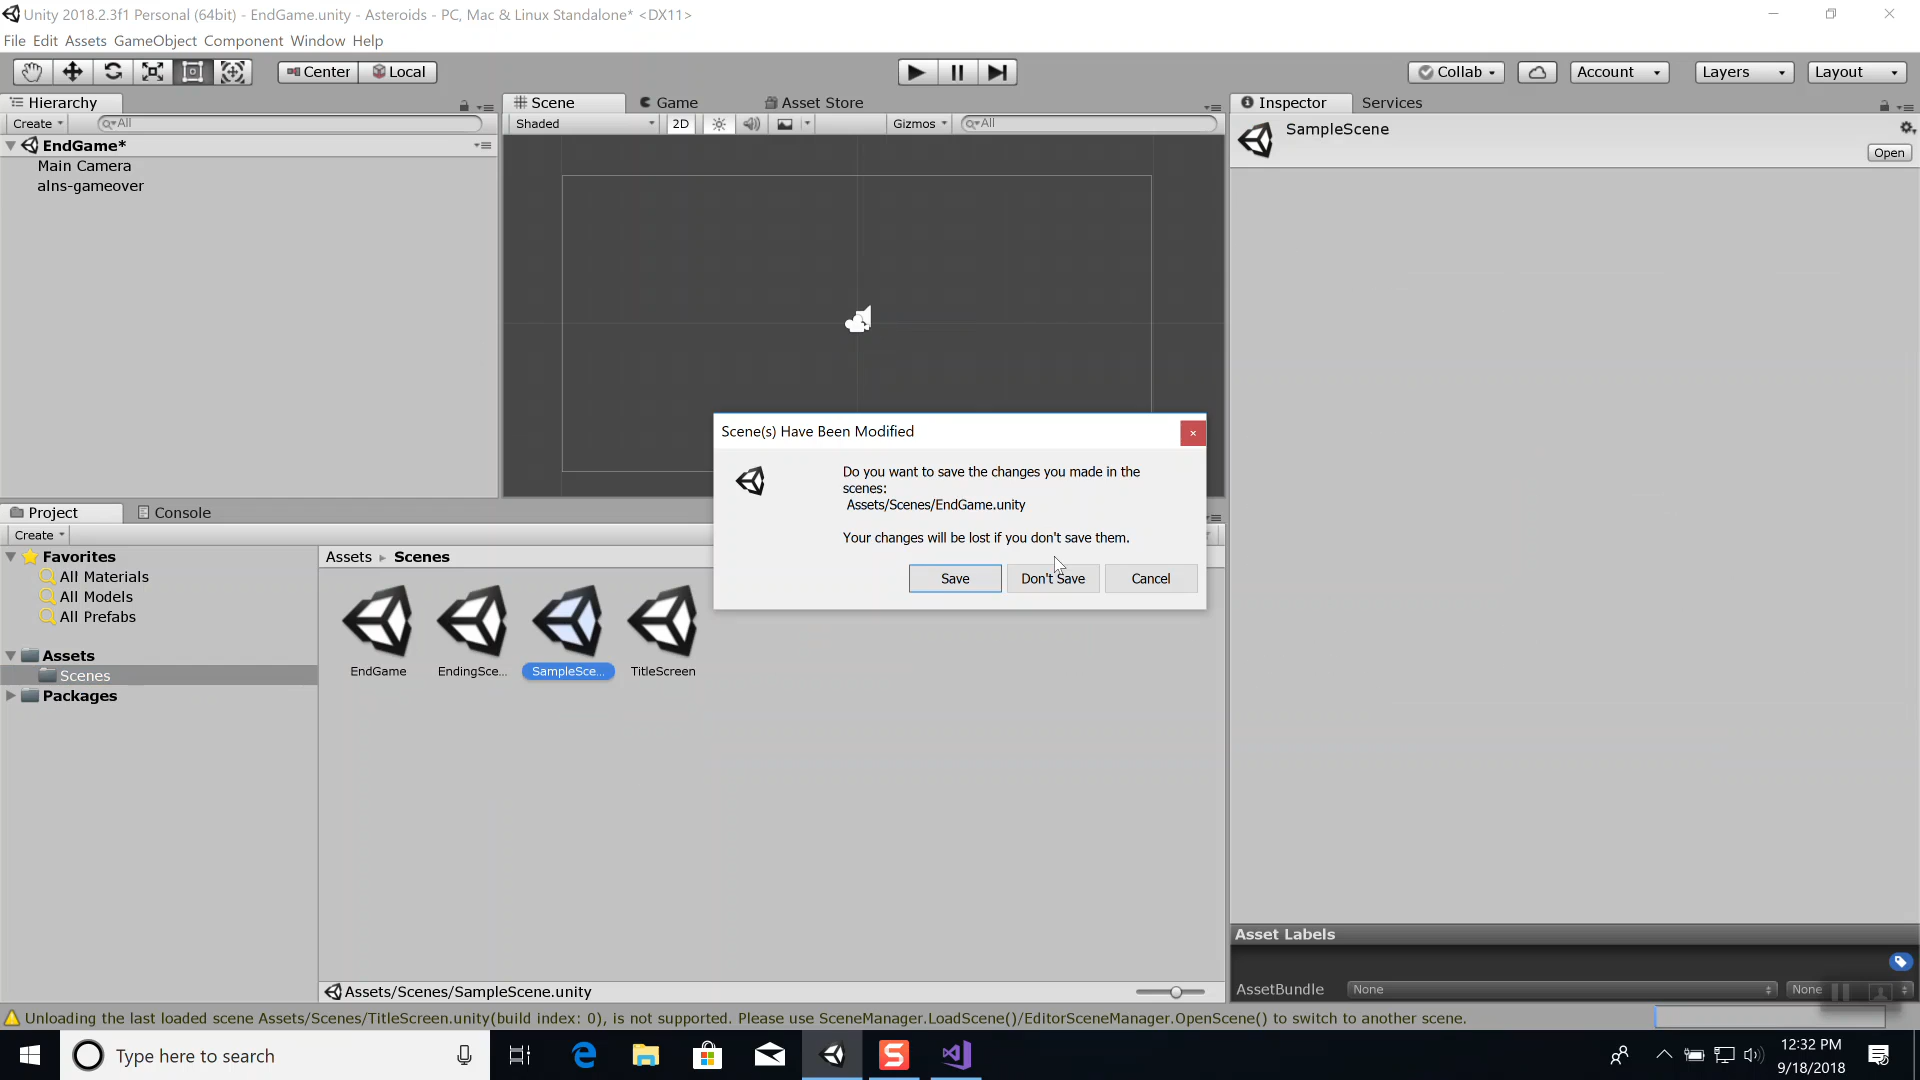 Unity 2018.2.3f1 Personal (64bit) - EndGame.unity - Asteroids - PC, Mac & Linux Standalone* <DX11>
File Edit Assets GameObject Component Window Help
Center Local Collab Account Layers Layout
Hierarchy
Scene Game Asset Store
Inspector Services
Create All
Shaded 2D Gizmos All
SampleScene
Open
EndGame*
Main Camera
alns-gameover
Scene(s) Have Been Modified
Do you want to save the changes you made in the
scenes:
Assets/Scenes/EndGame.unity
Your changes will be lost if you don't save them.
Save Don't Save Cancel
Project Console
Create
Favorites
All Materials
All Models
All Prefabs
Assets
Scenes
Packages
Assets Scenes
EndGame EndingSce... SampleSce... TitleScreen
Assets/Scenes/SampleScene.unity
Asset Labels
AssetBundle None None
Unloading the last loaded scene Assets/Scenes/TitleScreen.unity(build index: 0), is not supported. Please use SceneManager.LoadScene()/EditorSceneManager.OpenScene() to switch to another scene.
Type here to search
12:32 PM
9/18/2018